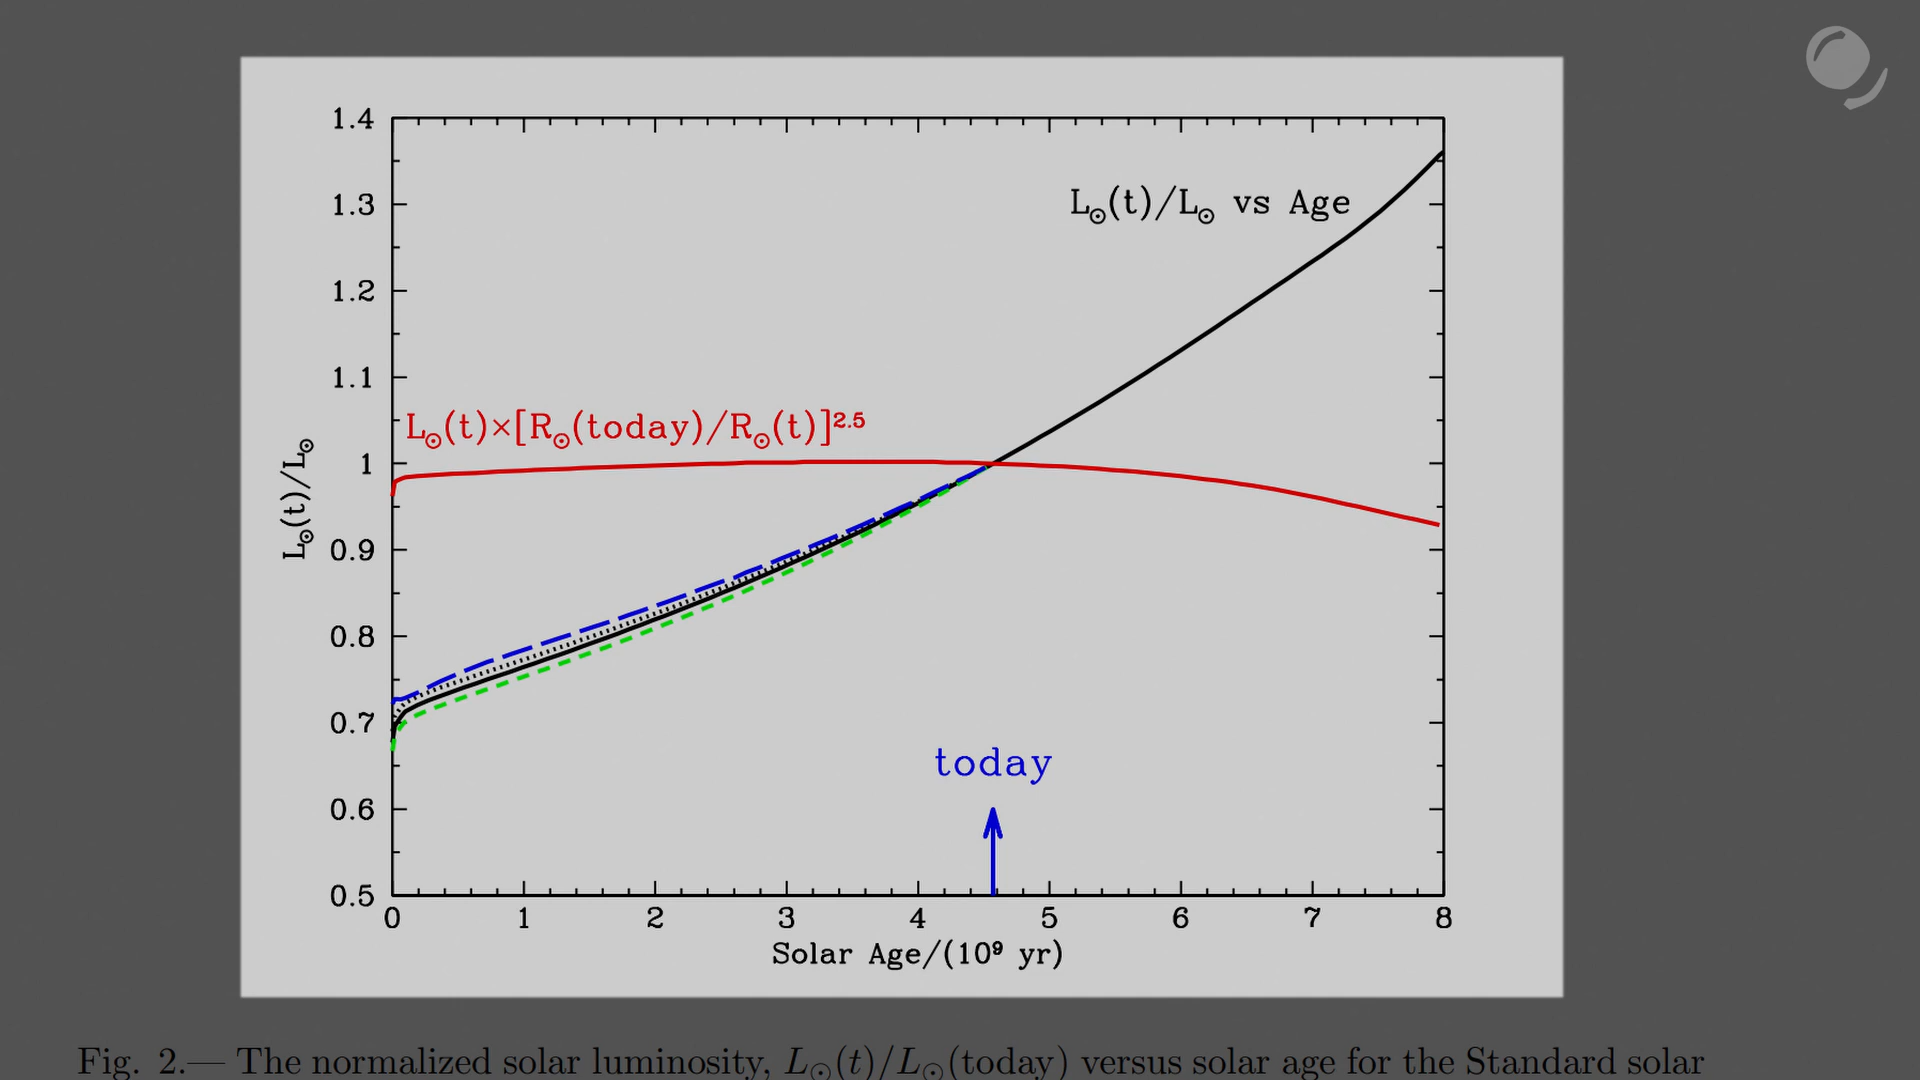 1.4
1.3
1.2
1.1
1
0.9
0.8
0.7
0.6
0.5
L☉(t)/L☉
L☉(t)/L☉ vs Age
L☉(t)×[R☉(today)/R☉(t)]²·⁵
today
0 1 2 3 4 5 6 7 8
Solar Age/(10⁹ yr)
Fig. 2.— The normalized solar luminosity, L☉(t)/L☉(today) versus solar age for the Standard solar